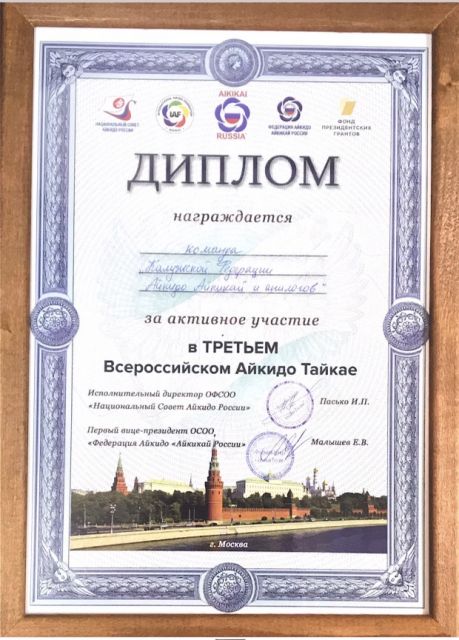 AIKIKAI
НАЦИОНАЛЬНЫЙ СОВЕТ
АЙКИДО РОССИИ
IAF
RUSSIA
ФЕДЕРАЦИЯ АЙКИДО
АЙКИКАЙ РОССИИ
ФОНД
ПРЕЗИДЕНТСКИХ
ГРАНТОВ
ДИПЛОМ
награждается
команда
„Калужской Федерации
Айкидо Айкикай и аналогов"
за активное участие
в ТРЕТЬЕМ
Всероссийском Айкидо Тайкае
Исполнительный директор ОФСОО
«Национальный Совет Айкидо России»
Пасько И.П.
Первый вице-президент ОСОО
«Федерация Айкидо «Айкикай России»
Малышев Е.В.
г. Москва